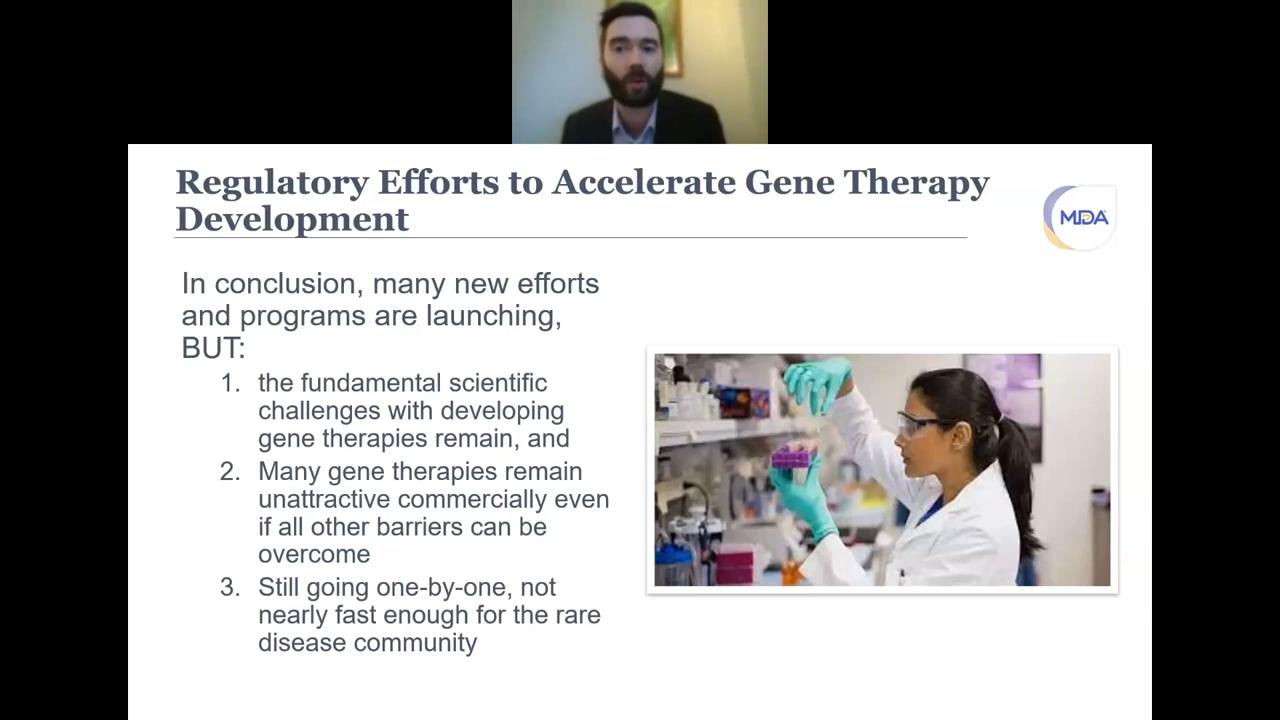 Regulatory Efforts to Accelerate Gene Therapy
Development
MDA
In conclusion, many new efforts
and programs are launching,
BUT:
1. the fundamental scientific
challenges with developing
gene therapies remain, and
2. Many gene therapies remain
unattractive commercially even
if all other barriers can be
overcome
3. Still going one-by-one, not
nearly fast enough for the rare
disease community